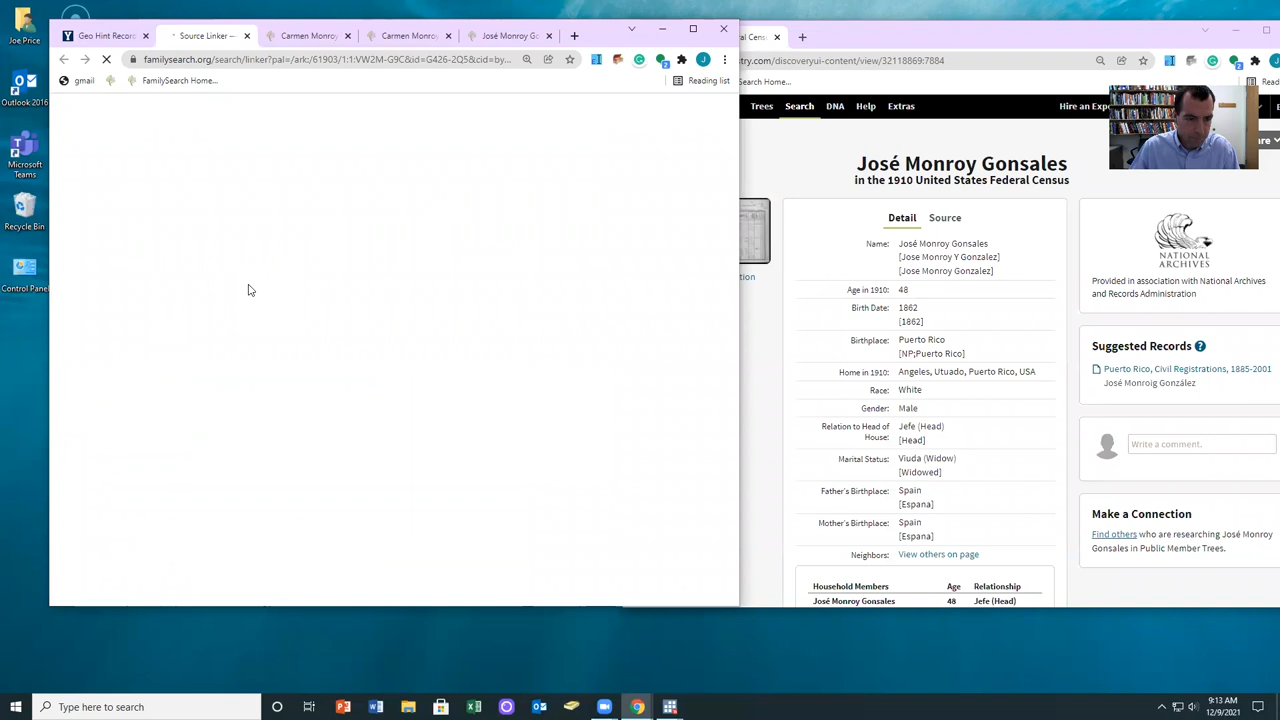 Joe Price
Outlook 2016
Microsoft
Teams
Recycle Bin
Control Panel
Geo Hint Record
Source Linker —
Carmen Monroy
Carmen Monroy
José Monroy Go
familysearch.org/search/linker?pal=/ark:/61903/1:1:VW2M-G9C&id=G426-2Q5&cid=by...
gmail
FamilySearch Home...
Reading list
ral Cens
stry.com/discoveryui-content/view/32118869:7884
Search Home...
Read
Trees
Search
DNA
Help
Extras
Hire an Exp
are
José Monroy Gonsales
in the 1910 United States Federal Census
tion
Detail
Source
Name:
José Monroy Gonsales
[Jose Monroy Y Gonzalez]
[Jose Monroy Gonzalez]
Age in 1910:
48
Birth Date:
1862
[1862]
Birthplace:
Puerto Rico
[NP;Puerto Rico]
Home in 1910:
Angeles, Utuado, Puerto Rico, USA
Race:
White
Gender:
Male
Relation to Head of
House:
Jefe (Head)
[Head]
Marital Status:
Viuda (Widow)
[Widowed]
Father's Birthplace:
Spain
[Espana]
Mother's Birthplace:
Spain
[Espana]
Neighbors:
View others on page
Household Members
Age
Relationship
José Monroy Gonsales
48
Jefe (Head)
NATIONAL
ARCHIVES
Provided in association with National Archives
and Records Administration
Suggested Records
Puerto Rico, Civil Registrations, 1885-2001
José Monroig González
Write a comment.
Make a Connection
Find others who are researching José Monroy
Gonsales in Public Member Trees.
Type here to search
9:13 AM
12/9/2021